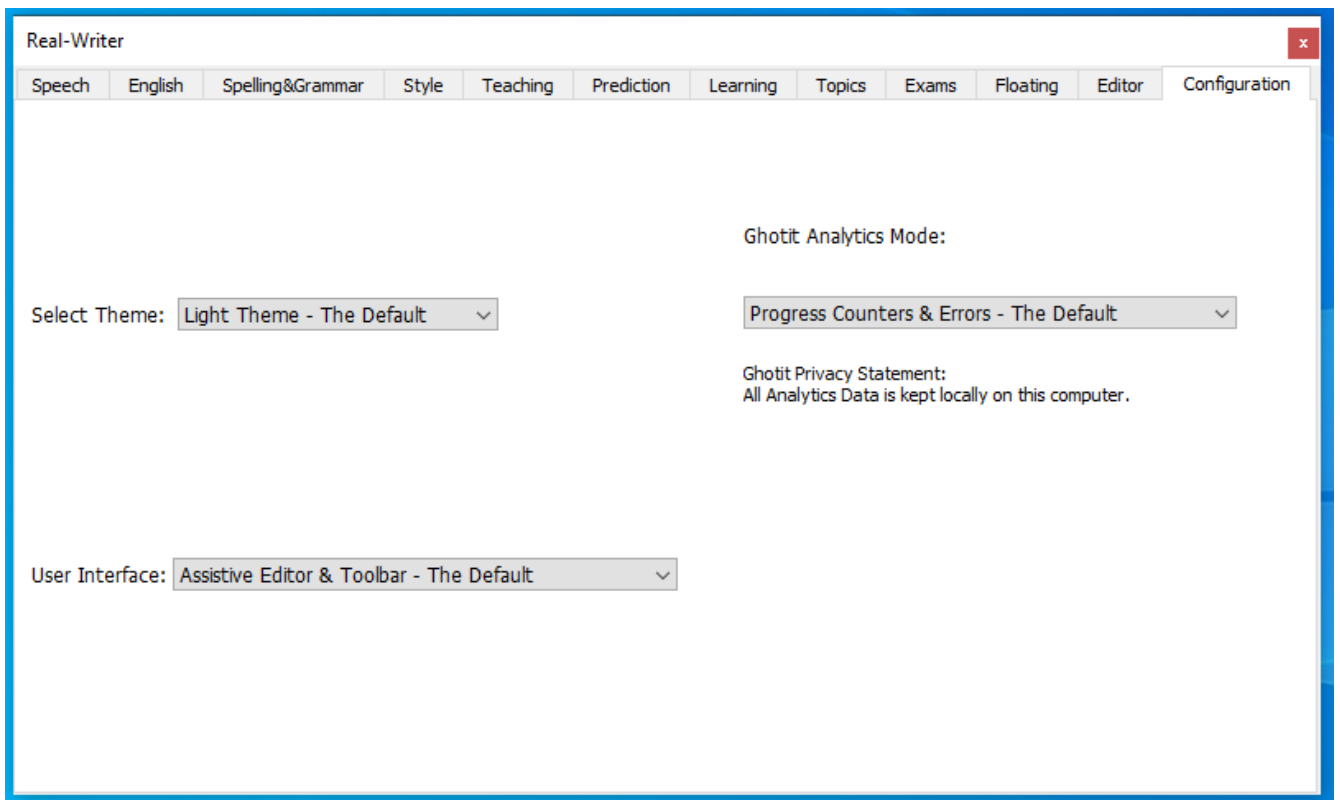 Real-Writer
x
Speech English Spelling&Grammar Style Teaching Prediction Learning Topics Exams Floating Editor Configuration
Ghotit Analytics Mode:
Select Theme: Light Theme - The Default
Progress Counters & Errors - The Default
Ghotit Privacy Statement:
All Analytics Data is kept locally on this computer.
User Interface: Assistive Editor & Toolbar - The Default